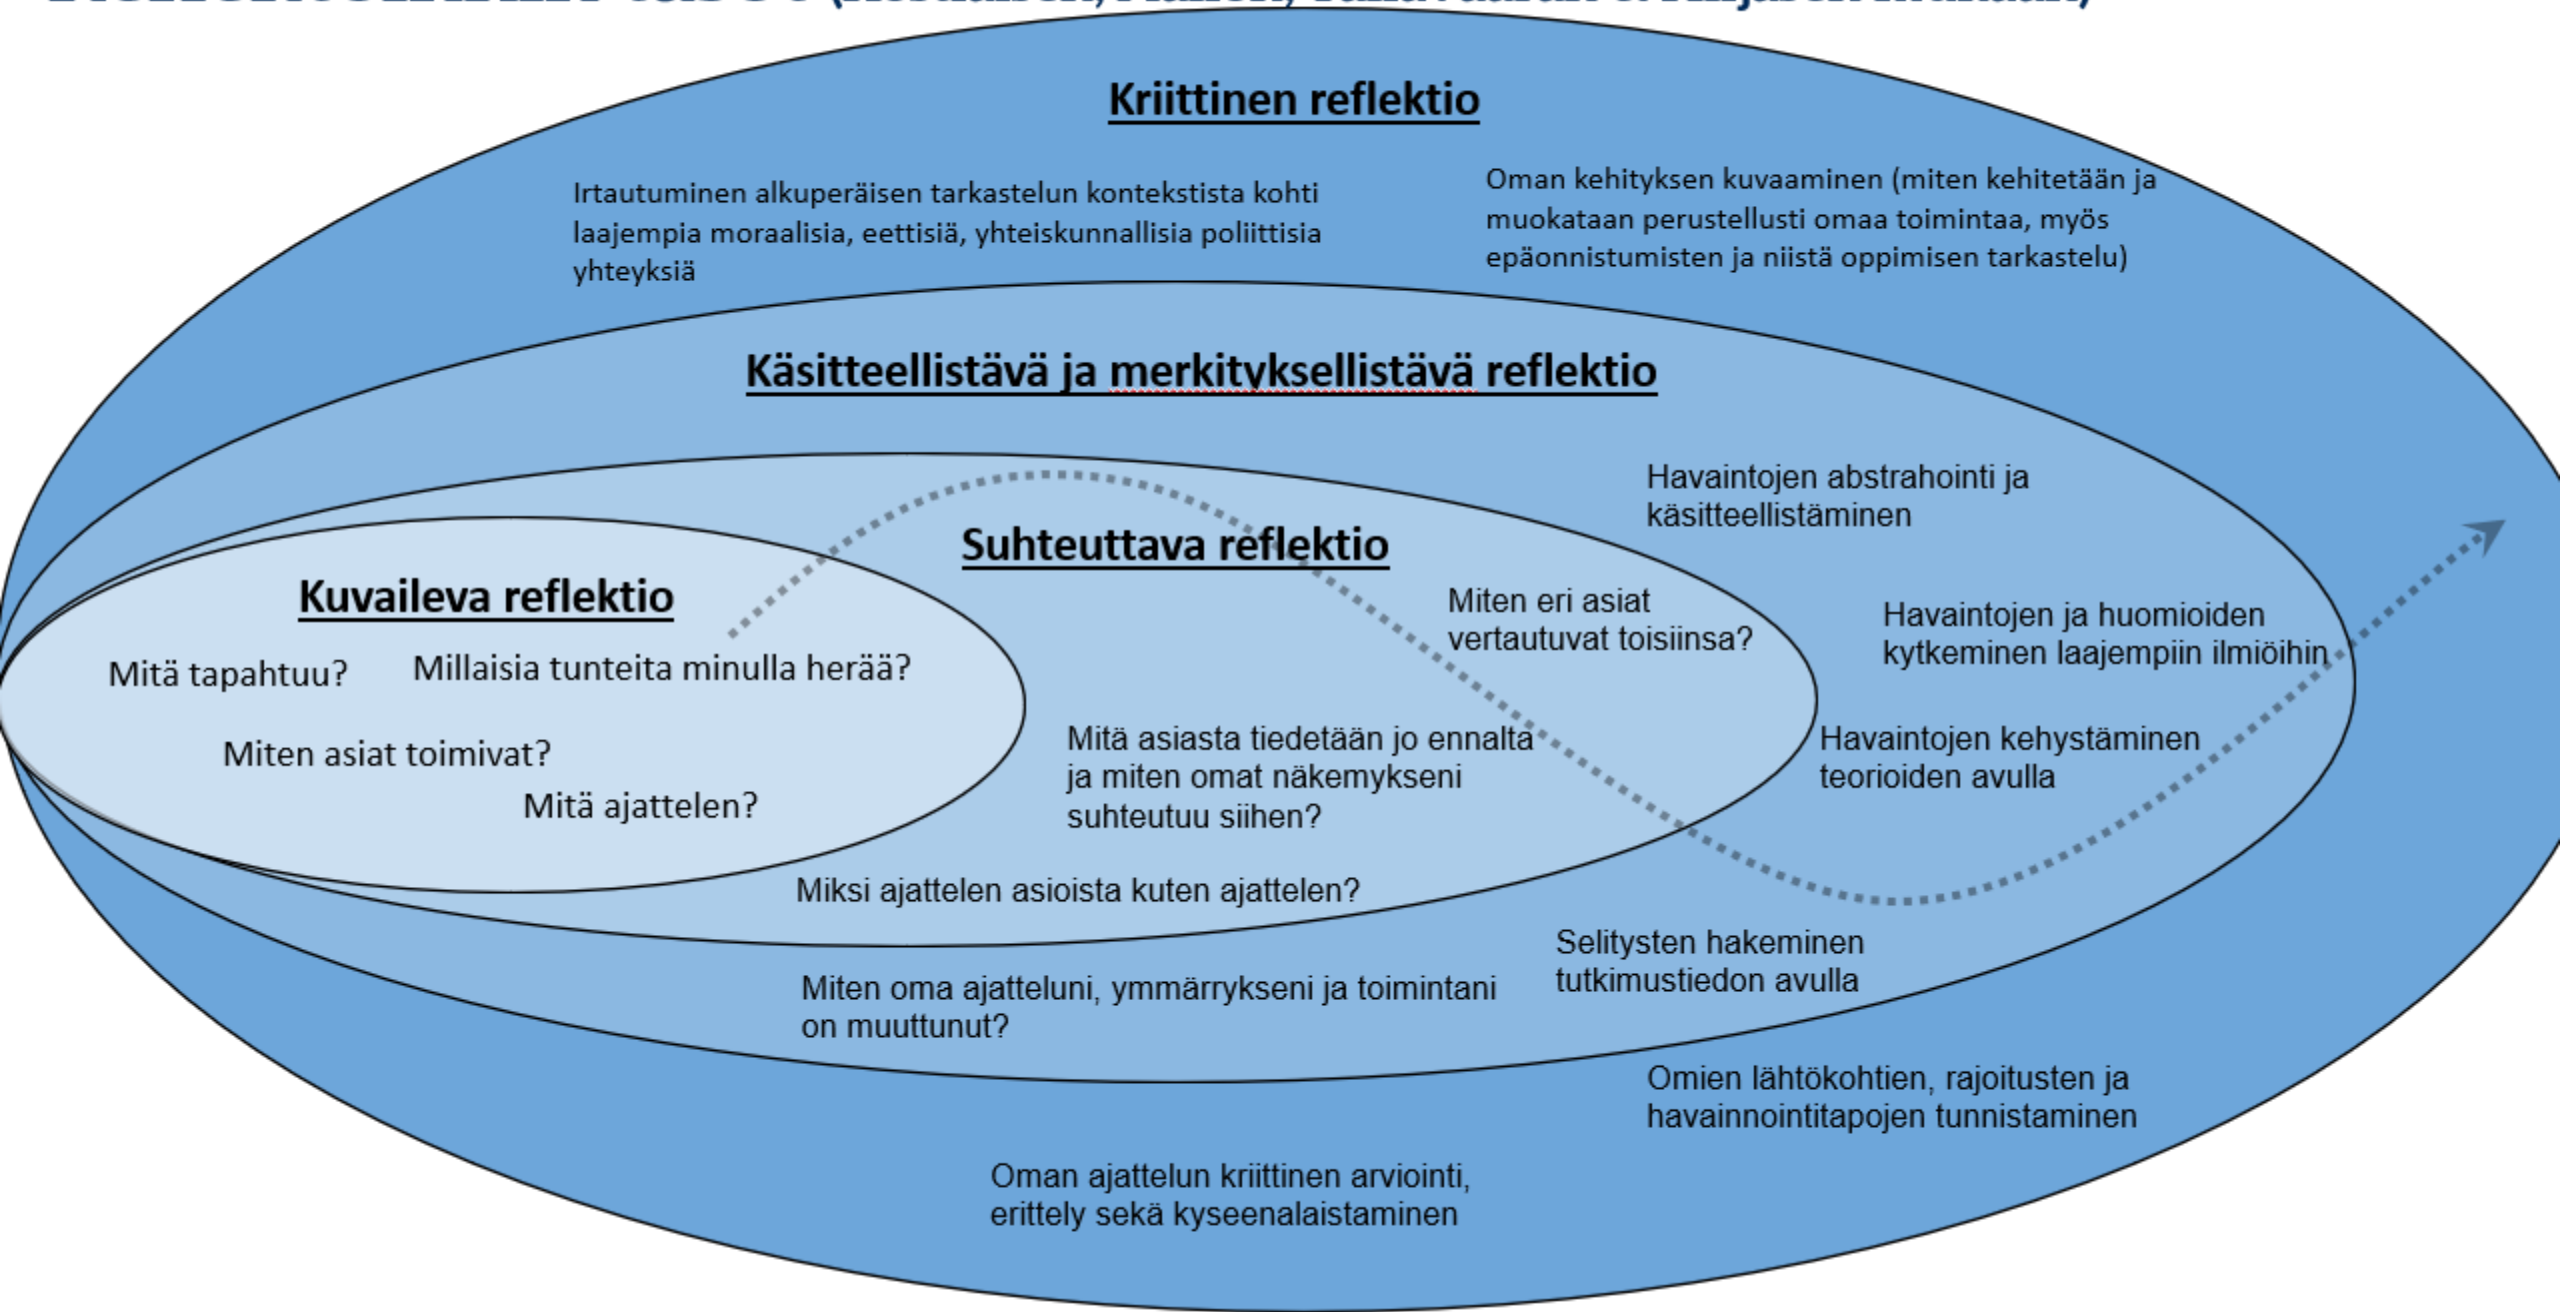 Kriittinen reflektio
Irtautuminen alkuperäisen tarkastelun kontekstista kohti
laajempia moraalisia, eettisiä, yhteiskunnallisia poliittisia
yhteyksiä
Oman kehityksen kuvaaminen (miten kehitetään ja
muokataan perustellusti omaa toimintaa, myös
epäonnistumisten ja niistä oppimisen tarkastelu)
Käsitteellistävä ja merkityksellistävä reflektio
Havaintojen abstrahointi ja
käsitteellistäminen
Suhteuttava reflektio
Miten eri asiat
vertautuvat toisiinsa?
Kuvaileva reflektio
Mitä tapahtuu?
Millaisia tunteita minulla herää?
Miten asiat toimivat?
Mitä ajattelen?
Havaintojen ja huomioiden
kytkeminen laajempiin ilmiöihin
Mitä asiasta tiedetään jo ennalta
ja miten omat näkemykseni
suhteutuu siihen?
Havaintojen kehystäminen
teorioiden avulla
Miksi ajattelen asioista kuten ajattelen?
Selitysten hakeminen
tutkimustiedon avulla
Miten oma ajatteluni, ymmärrykseni ja toimintani
on muuttunut?
Omien lähtökohtien, rajoitusten ja
havainnointitapojen tunnistaminen
Oman ajattelun kriittinen arviointi,
erittely sekä kyseenalaistaminen